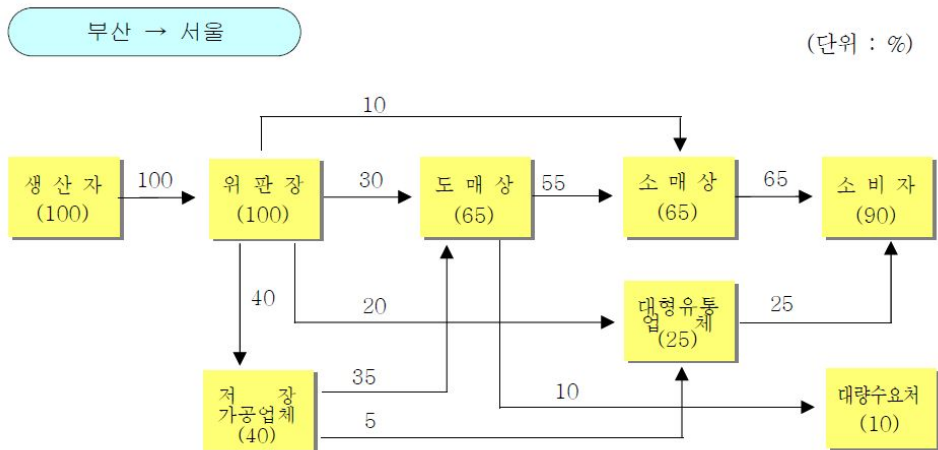 부산 → 서울
(단위 : %)
10
생 산 자
(100)
100
위 판 장
(100)
30
도 매 상
(65)
55
소 매 상
(65)
65
소 비 자
(90)
40
20
대형유통
업 체
(25)
25
저 장
가공업체
(40)
35
5
10
대량수요처
(10)